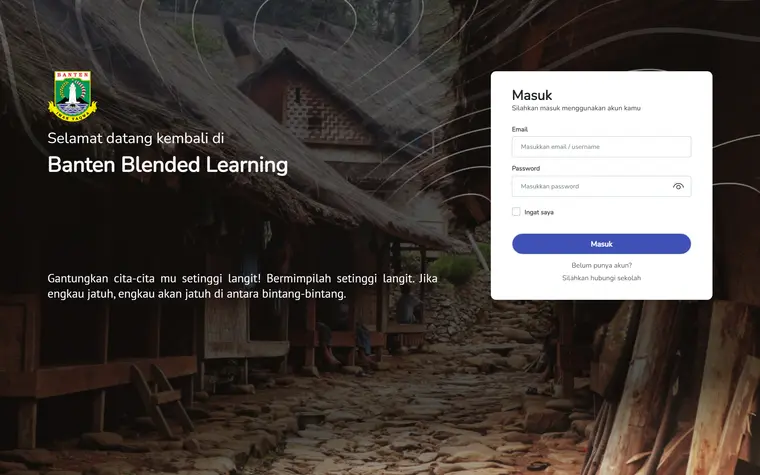 BANTEN
Selamat datang kembali di
Banten Blended Learning
Gantungkan cita-cita mu setinggi langit! Bermimpilah setinggi langit. Jika
engkau jatuh, engkau akan jatuh di antara bintang-bintang.
Masuk
Silahkan masuk menggunakan akun kamu
Email
Masukkan email / username
Password
Masukkan password
Ingat saya
Masuk
Belum punya akun?
Silahkan hubungi sekolah